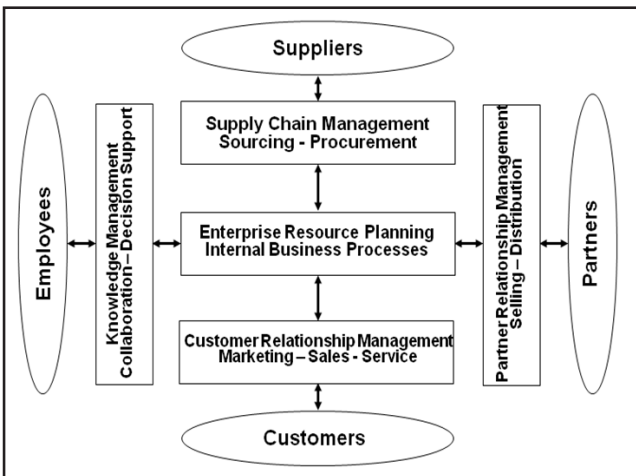 Suppliers
Supply Chain Management
Sourcing - Procurement
Employees
Knowledge Management
Collaboration – Decision Support
Enterprise Resource Planning
Internal Business Processes
Partner Relationship Management
Selling – Distribution
Partners
Customer Relationship Management
Marketing – Sales - Service
Customers